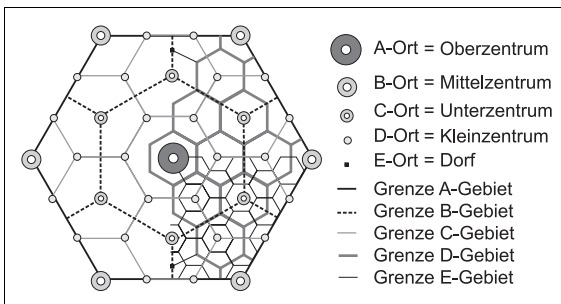 A-Ort = Oberzentrum
B-Ort = Mittelzentrum
C-Ort = Unterzentrum
D-Ort = Kleinzentrum
E-Ort = Dorf
Grenze A-Gebiet
Grenze B-Gebiet
Grenze C-Gebiet
Grenze D-Gebiet
Grenze E-Gebiet